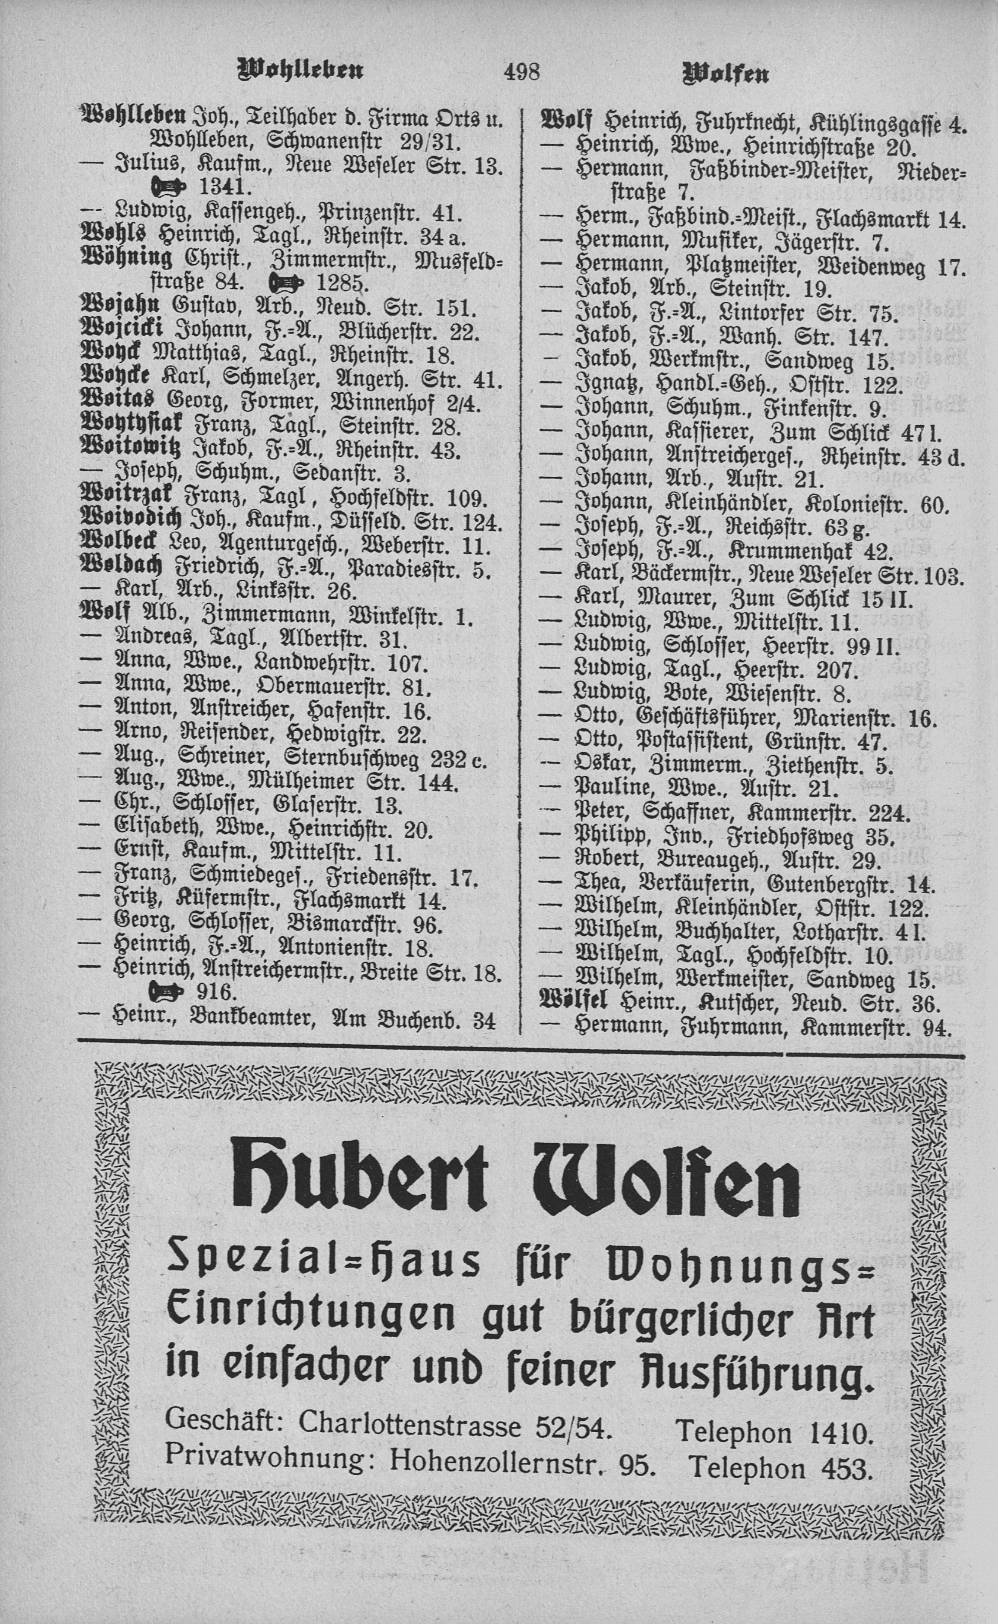 Wohlleben
498
Wolfen
Wohlleben Joh., Teilhaber d. Firma Orts u.
Wohlleben, Schwanenstr 29/31.
— Julius, Kaufm., Neue Weseler Str. 13.
1341.
— Ludwig, Kassengeh., Prinzenstr. 41.
Wohls Heinrich, Tagl., Rheinstr. 34a.
Wöhning Christ., Zimmermstr., Musfeld=
straße 84. 1285.
Wojahn Gustav, Arb., Neud. Str. 151.
Wojcicki Johann, F.=A., Blücherstr. 22.
Woyck Matthias, Tagl., Rheinstr. 18.
Woycke Karl, Schmelzer, Angerh. Str. 41.
Woitas Georg, Former, Winnenhof 2/4.
Woytysiak Franz, Tagl., Steinstr. 28.
Woitowitz Jakob, F.=A., Rheinstr. 43.
— Joseph, Schuhm., Sedanstr. 3.
Woitrzak Franz, Tagl, Hochfeldstr. 109.
Woivodich Joh., Kaufm., Düsseld. Str. 124.
Wolbeck Leo, Agenturgesch., Weberstr. 11.
Woldach Friedrich, F.=A., Paradiesstr. 5.
— Karl, Arb., Linksstr. 26.
Wolf Alb., Zimmermann, Winkelstr. 1.
— Andreas, Tagl., Albertstr. 31.
— Anna, Wwe., Landwehrstr. 107.
— Anna, Wwe., Obermauerstr. 81.
— Anton, Anstreicher, Hafenstr. 16.
— Arno, Reisender, Hedwigstr. 22.
— Aug., Schreiner, Sternbuschweg 232c.
— Aug., Wwe., Mülheimer Str. 144.
— Chr., Schlosser, Glaserstr. 13.
— Elisabeth, Wwe., Heinrichstr. 20.
— Ernst, Kaufm., Mittelstr. 11.
— Franz, Schmiedeges., Friedensstr. 17.
— Fritz, Küfermstr., Flachsmarkt 14.
— Georg, Schlosser, Bismarckstr. 96.
— Heinrich, F.=A., Antonienstr. 18.
— Heinrich, Anstreichermstr., Breite Str. 18.
916.
— Heinr., Bankbeamter, Am Buchenb. 34
Wolf Heinrich, Fuhrknecht, Kühlingsgasse 4.
— Heinrich, Wwe., Heinrichstraße 20.
— Hermann, Faßbinder=Meister, Nieder=
straße 7.
— Herm., Faßbind.=Meist., Flachsmarkt 14.
— Hermann, Musiker, Jägerstr. 7.
— Hermann, Platzmeister, Weidenweg 17.
— Jakob, Arb., Steinstr. 19.
— Jakob, F.=A., Lintorfer Str. 75.
— Jakob, F.=A., Wanh. Str. 147.
— Jakob, Werkmstr., Sandweg 15.
— Ignatz, Handl.=Geh., Oststr. 122.
— Johann, Schuhm., Finkenstr. 9.
— Johann, Kassierer, Zum Schlick 47I.
— Johann, Anstreicherges., Rheinstr. 43d.
— Johann, Arb., Austr. 21.
— Johann, Kleinhändler, Koloniestr. 60.
— Joseph, F.=A., Reichsstr. 63g.
— Joseph, F.=A., Krummenhak 42.
— Karl, Bäckermstr., Neue Weseler Str. 103.
— Karl, Maurer, Zum Schlick 15II.
— Ludwig, Wwe., Mittelstr. 11.
— Ludwig, Schlosser, Heerstr. 99II.
— Ludwig, Tagl., Heerstr. 207.
— Ludwig, Bote, Wiesenstr. 8.
— Otto, Geschäftsführer, Marienstr. 16.
— Otto, Postassistent, Grünstr. 47.
— Oskar, Zimmerm., Ziethenstr. 5.
— Pauline, Wwe., Austr. 21.
— Peter, Schaffner, Kammerstr. 224.
— Philipp, Inv., Friedhofsweg 35.
— Robert, Bureaugeh., Austr. 29.
— Thea, Verkäuferin, Gutenbergstr. 14.
— Wilhelm, Kleinhändler, Oststr. 122.
— Wilhelm, Buchhalter, Lotharstr. 4I.
— Wilhelm, Tagl., Hochfeldstr. 10.
— Wilhelm, Werkmeister, Sandweg 15.
Wölfel Heinr., Kutscher, Neud. Str. 36.
— Hermann, Fuhrmann, Kammerstr. 94.
Hubert Wolfen
Spezial=Haus für Wohnungs=
Einrichtungen gut bürgerlicher Art
in einfacher und feiner Ausführung.
Geschäft: Charlottenstrasse 52/54. Telephon 1410.
Privatwohnung: Hohenzollernstr. 95. Telephon 453.